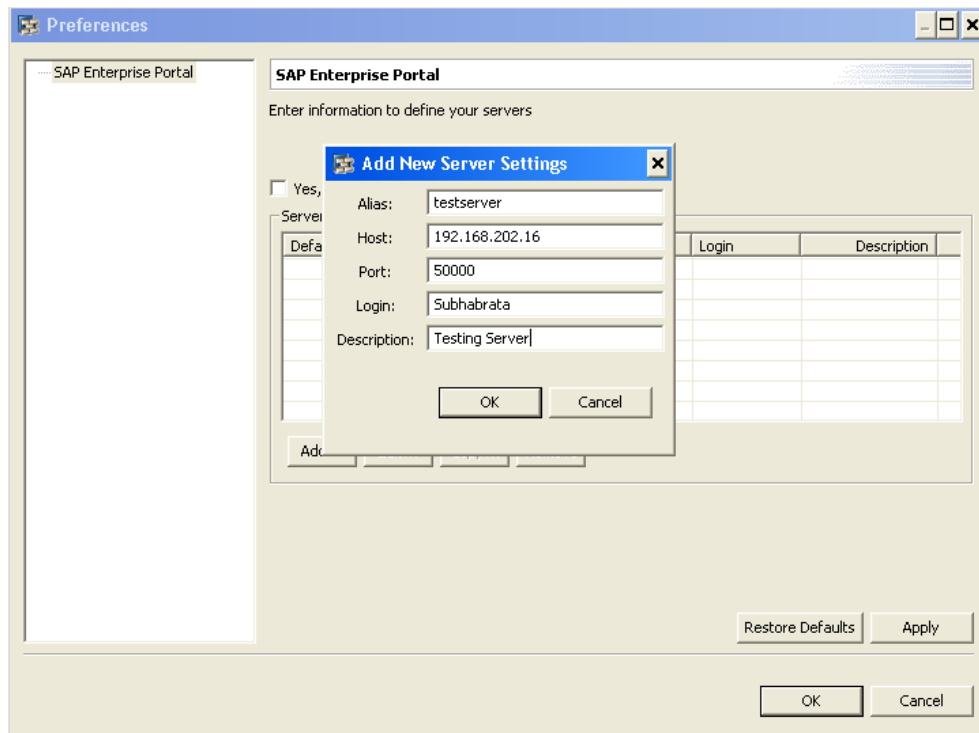 Preferences
SAP Enterprise Portal
SAP Enterprise Portal
Enter information to define your servers
Add New Server Settings
Yes,
Alias: testserver
Host: 192.168.202.16
Port: 50000
Login: Subhabrata
Description: Testing Server
OK Cancel
Login Description
Restore Defaults Apply
OK Cancel